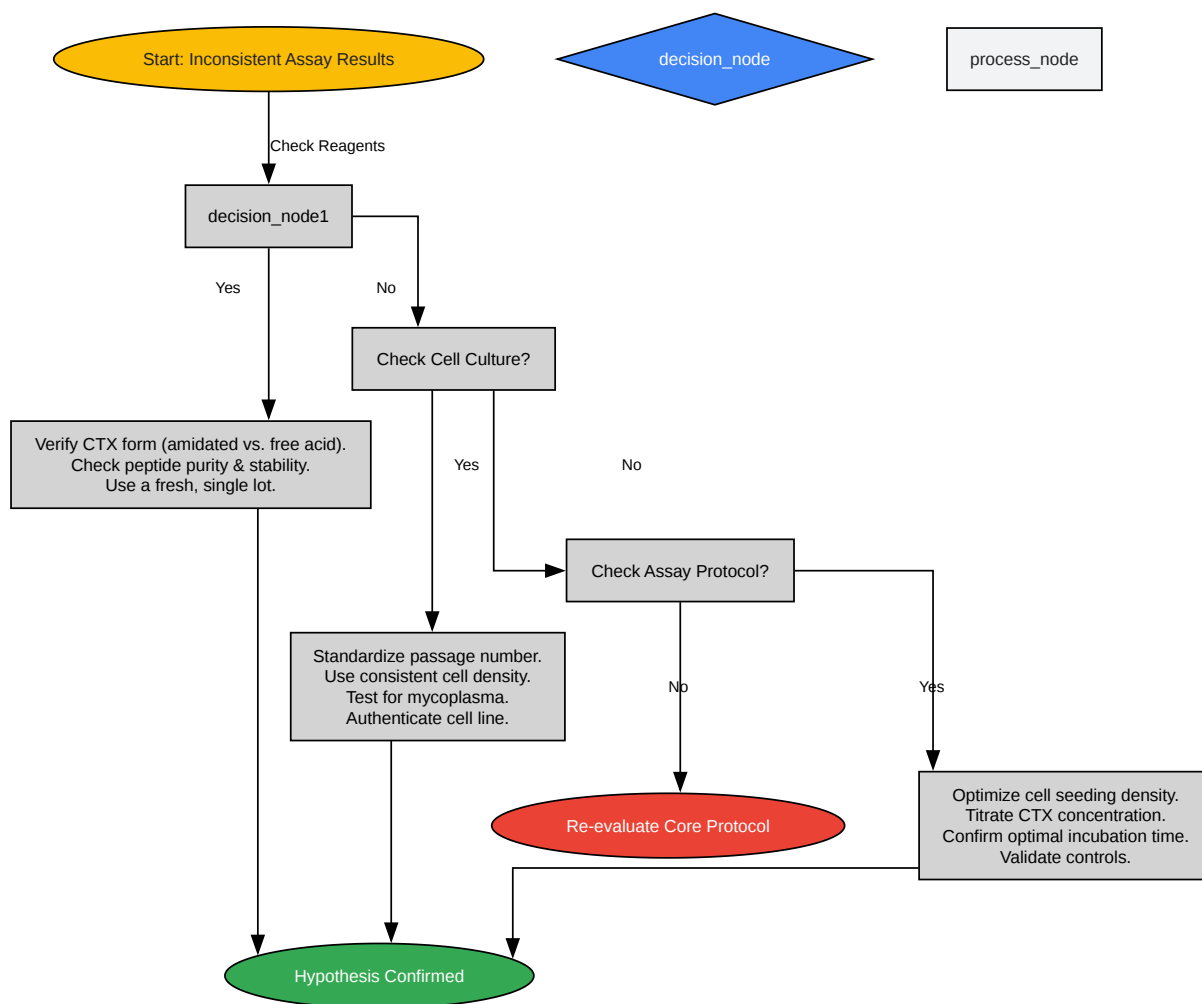 Start: Inconsistent Assay Results
decision_node
process_node
Check Reagents
decision_node1
Yes
No
Check Cell Culture?
Verify CTX form (amidated vs. free acid).
Check peptide purity & stability.
Use a fresh, single lot.
Yes
No
Check Assay Protocol?
Standardize passage number.
Use consistent cell density.
Test for mycoplasma.
Authenticate cell line.
No
Yes
Re-evaluate Core Protocol
Optimize cell seeding density.
Titrate CTX concentration.
Confirm optimal incubation time.
Validate controls.
Hypothesis Confirmed